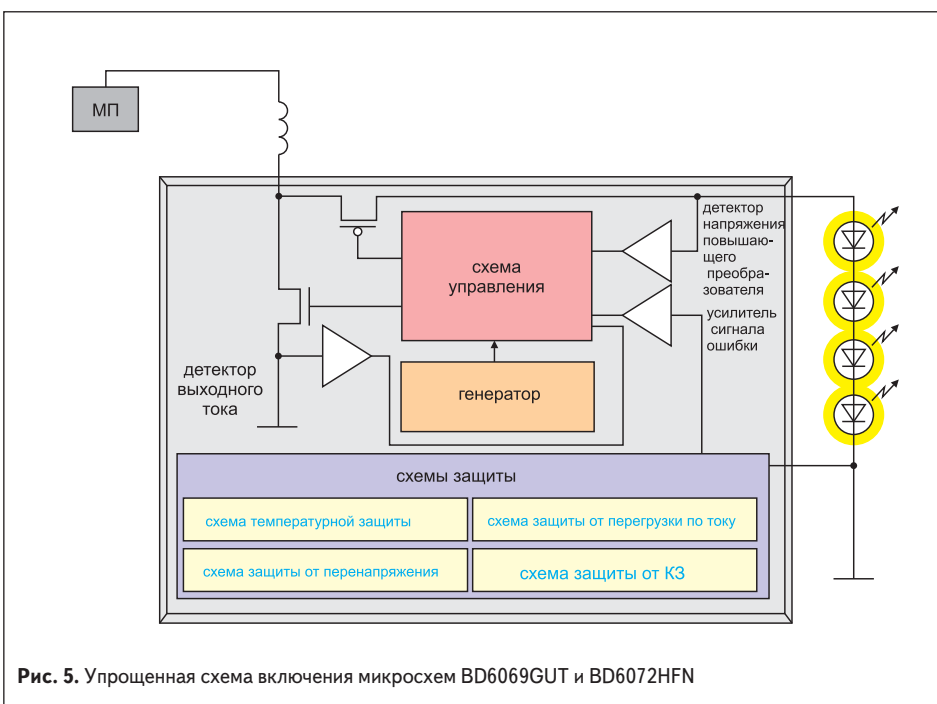 МП
детектор
напряжения
повышаю-
щего
преобра-
зователя
схема
управления
усилитель
сигнала
ошибки
детектор
выходного
тока
генератор
схемы защиты
схема температурной защиты
схема защиты от перегрузки по току
схема защиты от перенапряжения
схема защиты от КЗ
Рис. 5. Упрощенная схема включения микросхем BD6069GUT и BD6072HFN